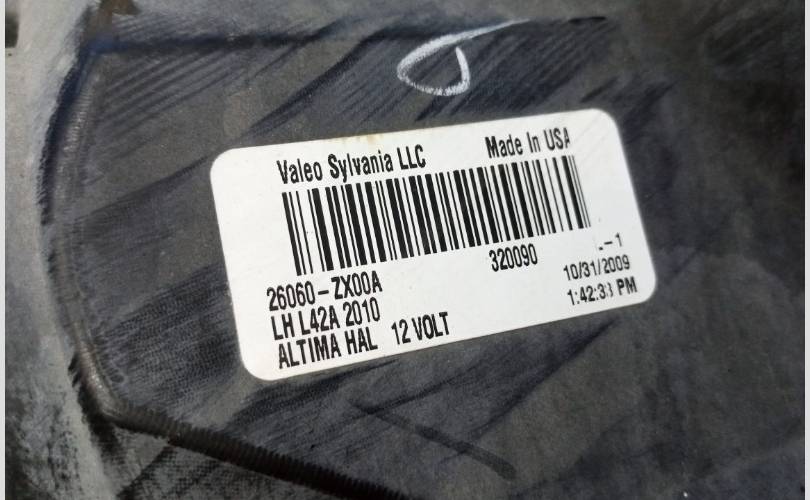 Valeo Sylvania LLC Made In USA
320090 -1
26060-ZX00A 10/31/2009
LH L42A 2010 PM
ALTIMA HAL 12 VOLT